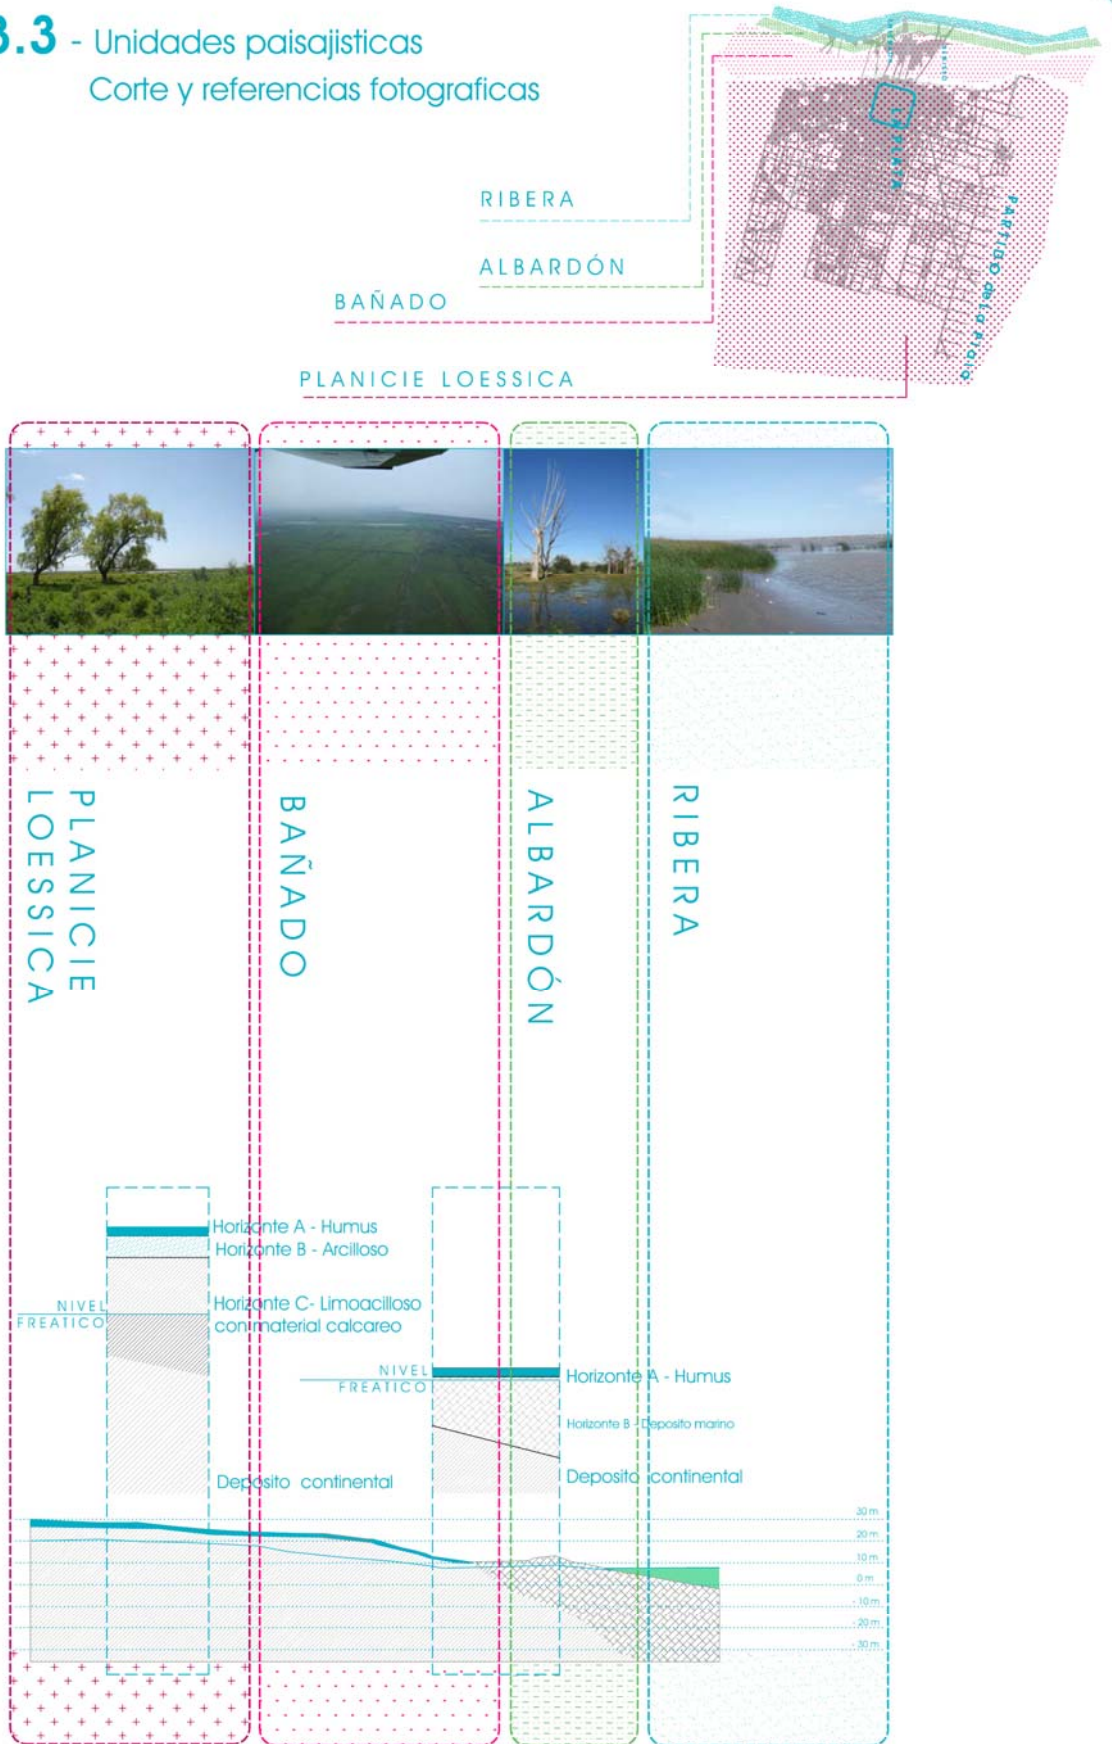 3.3 - Unidades paisajisticas
Corte y referencias fotograficas
LA PLATA
PARTIDO de La Plata
RIBERA
ALBARDÓN
BAÑADO
PLANICIE LOESSICA
PLANICIE
LOESSICA
BAÑADO
ALBARDÓN
RIBERA
Horizonte A - Humus
Horizonte B - Arcilloso
NIVEL
FREATICO
Horizonte C- Limoacilloso
con material calcareo
Deposito continental
NIVEL
FREATICO
Horizonte A - Humus
Horizonte B - Deposito marino
Deposito continental
30 m
20 m
10 m
0 m
- 10 m
- 20 m
- 30 m